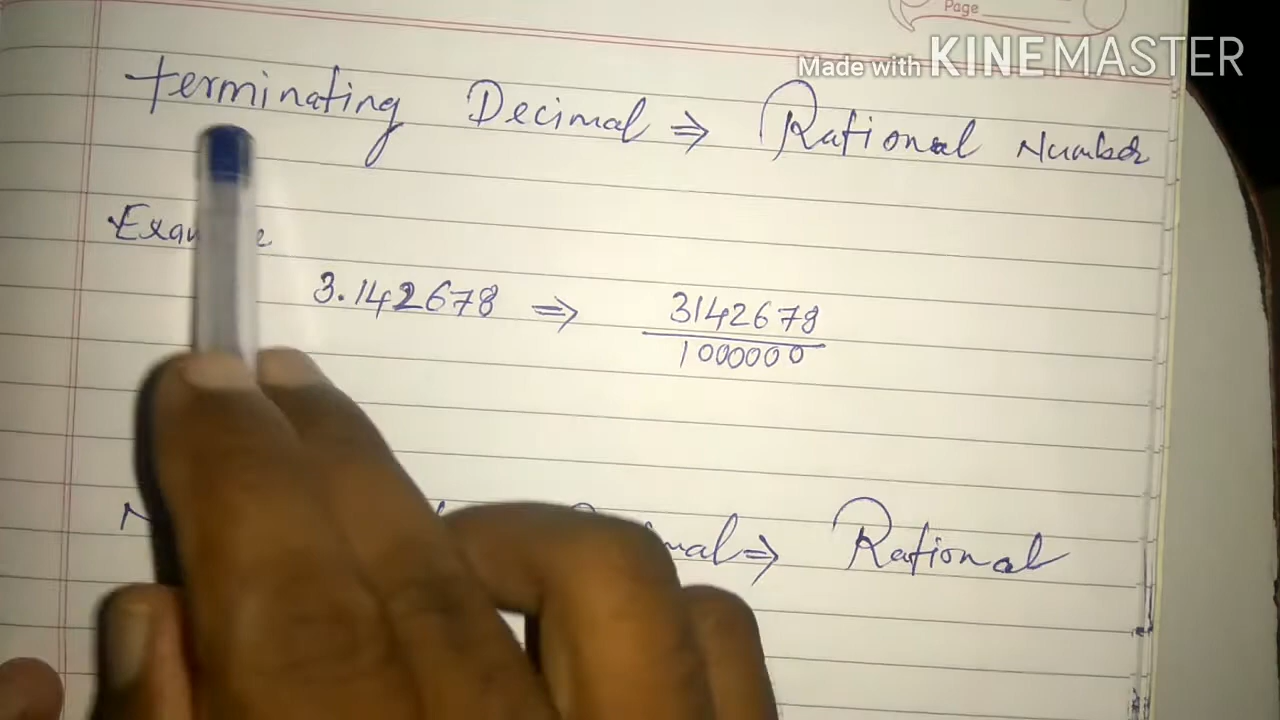 Page
Made with KINEMASTER
Terminating Decimal ⇒ Rational Number
3.142678 ⇒ 3142678
1000000
⇒ Rational